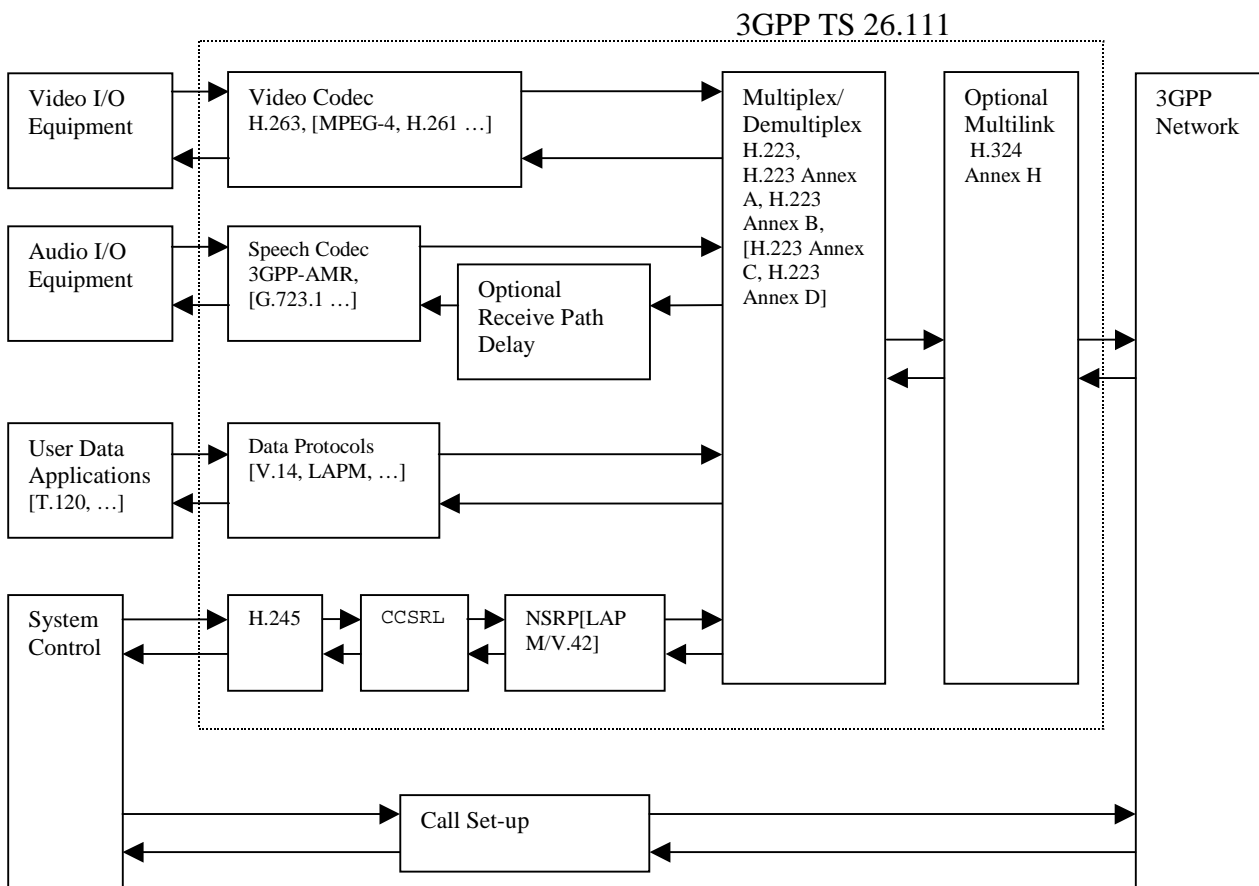 3GPP TS 26.111
Video I/O
Equipment
Video Codec
H.263, [MPEG-4, H.261 …]
Multiplex/
Demultiplex
H.223,
H.223 Annex
A, H.223
Annex B,
[H.223 Annex
C, H.223
Annex D]
Optional
Multilink
H.324
Annex H
3GPP
Network
Audio I/O
Equipment
Speech Codec
3GPP-AMR,
[G.723.1 …]
Optional
Receive Path
Delay
User Data
Applications
[T.120, …]
Data Protocols
[V.14, LAPM, …]
System
Control
H.245
CCSRL
NSRP[LAP
M/V.42]
Call Set-up